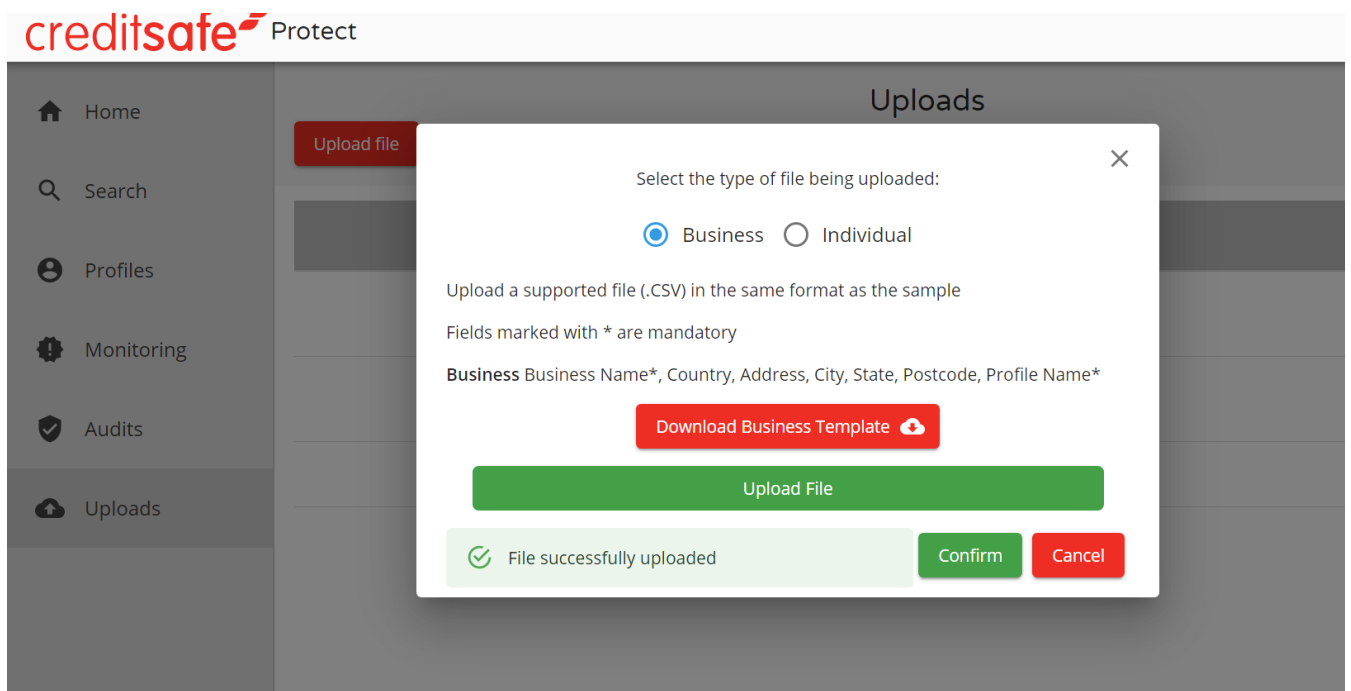 creditsafe Protect
Home
Search
Profiles
Monitoring
Audits
Uploads
Uploads
Upload file
Select the type of file being uploaded:
Business Individual
Upload a supported file (.CSV) in the same format as the sample
Fields marked with * are mandatory
Business Business Name*, Country, Address, City, State, Postcode, Profile Name*
Download Business Template
Upload File
File successfully uploaded
Confirm Cancel